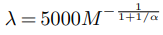 λ = 5000M^{-\frac{1}{1+1/α}}